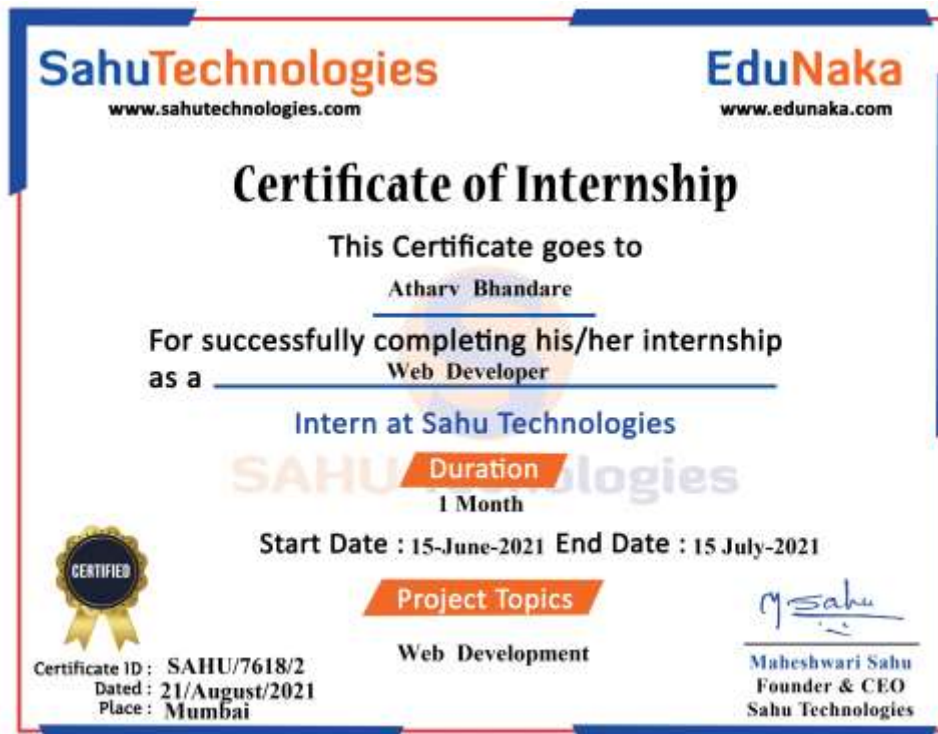 SahuTechnologies
www.sahutechnologies.com
EduNaka
www.edunaka.com
Certificate of Internship
This Certificate goes to
Atharv Bhandare
For successfully completing his/her internship
as a Web Developer
Intern at Sahu Technologies
SAHU Technologies
Duration
1 Month
Start Date : 15-June-2021 End Date : 15 July-2021
CERTIFIED
Project Topics
Web Development
Certificate ID : SAHU/7618/2
Dated : 21/August/2021
Place : Mumbai
M Sahu
Maheshwari Sahu
Founder & CEO
Sahu Technologies